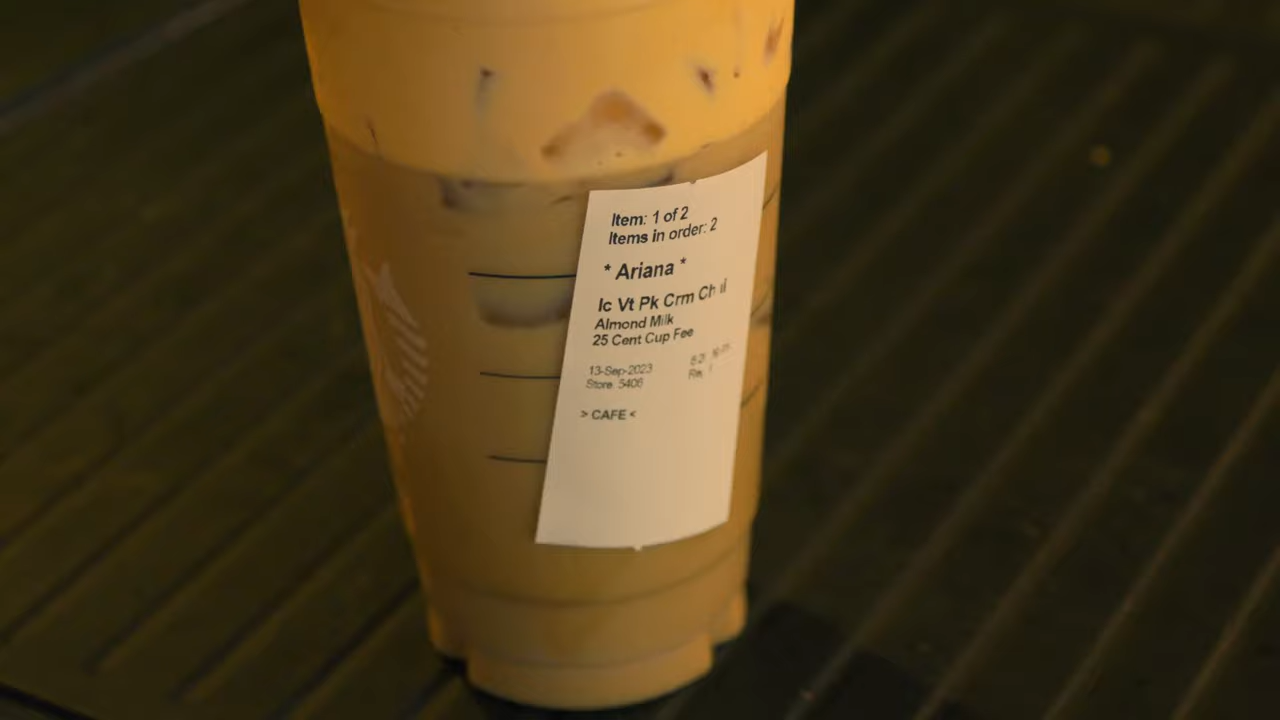 Item: 1 of 2
Items in order: 2
* Ariana *
Ic Vt Pk Crm
Almond Milk
25 Cent Cup Fee
13-Sep-2023
Store 5406
> CAFE <